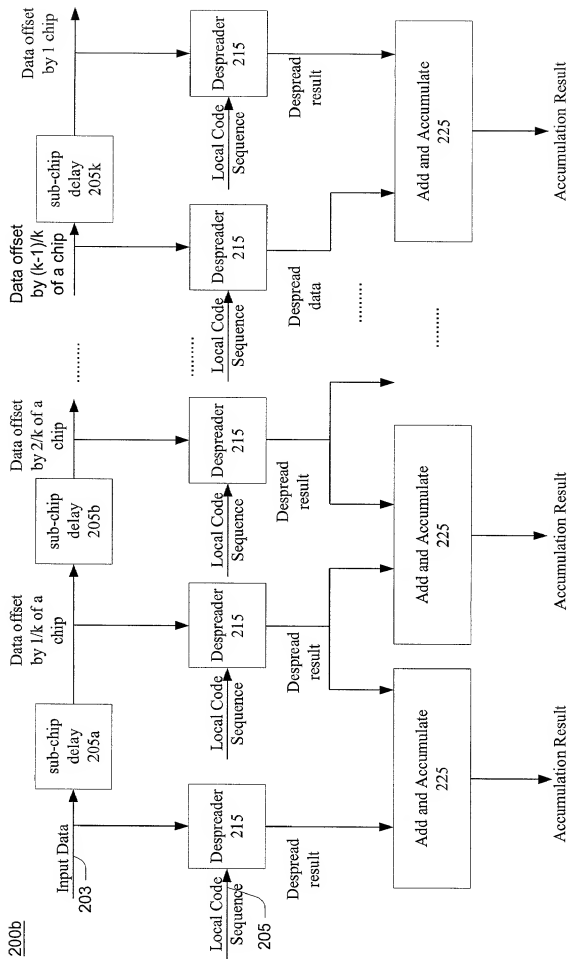 200b
Input Data
203
sub-chip
delay
205a
Data offset
by 1/k of a
chip
sub-chip
delay
205b
Data offset
by 2/k of a
chip
.........
Data offset
by (k-1)/k
of a chip
sub-chip
delay
205k
Data offset
by 1 chip
Local Code
Sequence
205
Despreader
215
Local Code
Sequence
Despreader
215
Local Code
Sequence
Despreader
215
.........
Local Code
Sequence
Despreader
215
Local Code
Sequence
Despreader
215
Despread
result
Despread
result
Despread
result
Despread
data
Despread
result
.........
Add and Accumulate
225
Add and Accumulate
225
.........
Add and Accumulate
225
Accumulation Result
Accumulation Result
Accumulation Result